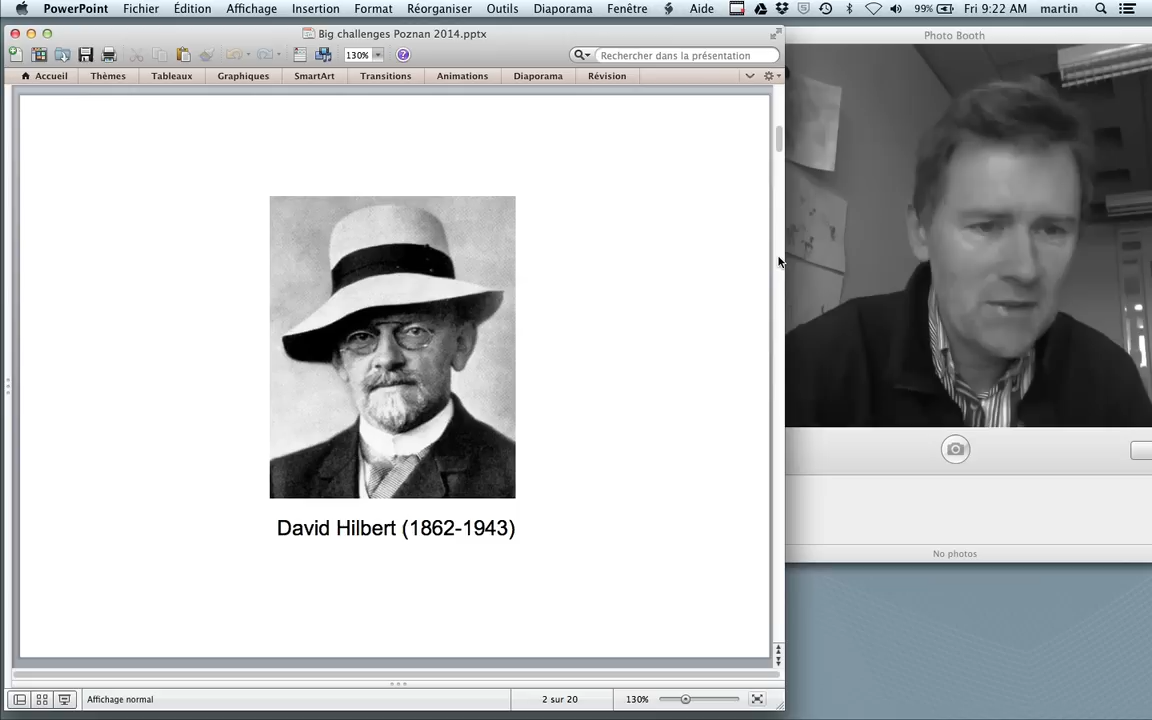 PowerPoint Fichier Édition Affichage Insertion Format Réorganiser Outils Diaporama Fenêtre Aide 99% Fri 9:22 AM martin
Big challenges Poznan 2014.pptx
Photo Booth
130% Rechercher dans la présentation
Accueil Thèmes Tableaux Graphiques SmartArt Transitions Animations Diaporama Révision
David Hilbert (1862-1943)
No photos
Affichage normal 2 sur 20 130%